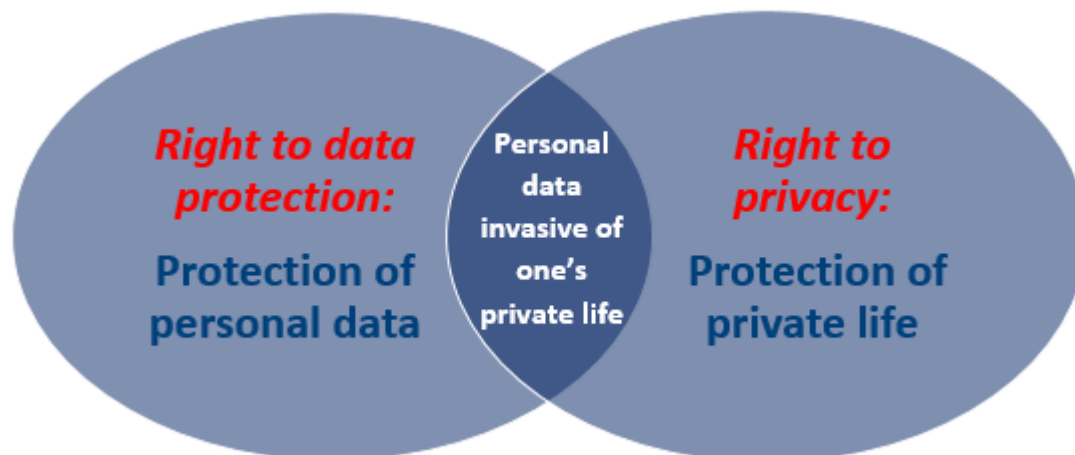 Right to data
protection:
Protection of
personal data
Personal
data
invasive of
one’s
private life
Right to
privacy:
Protection of
private life